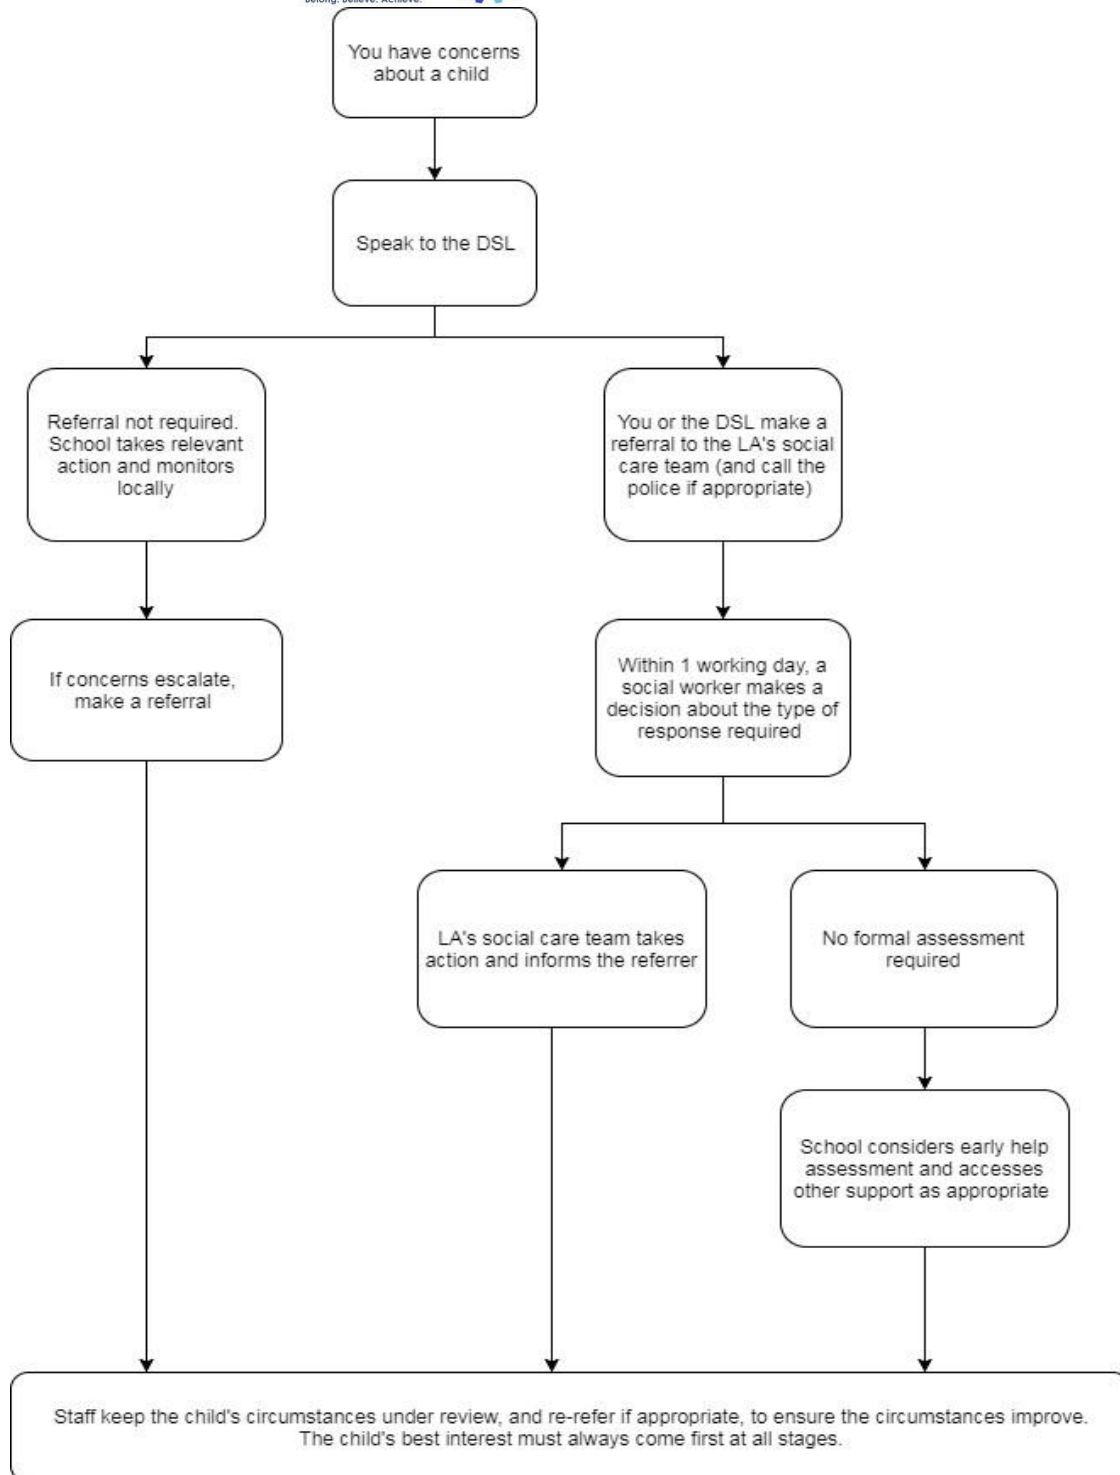 Belong. Believe. Achieve.
You have concerns
about a child
Speak to the DSL
Referral not required.
School takes relevant
action and monitors
locally
You or the DSL make a
referral to the LA's social
care team (and call the
police if appropriate)
If concerns escalate,
make a referral
Within 1 working day, a
social worker makes a
decision about the type of
response required
LA's social care team takes
action and informs the referrer
No formal assessment
required
School considers early help
assessment and accesses
other support as appropriate
Staff keep the child's circumstances under review, and re-refer if appropriate, to ensure the circumstances improve.
The child's best interest must always come first at all stages.